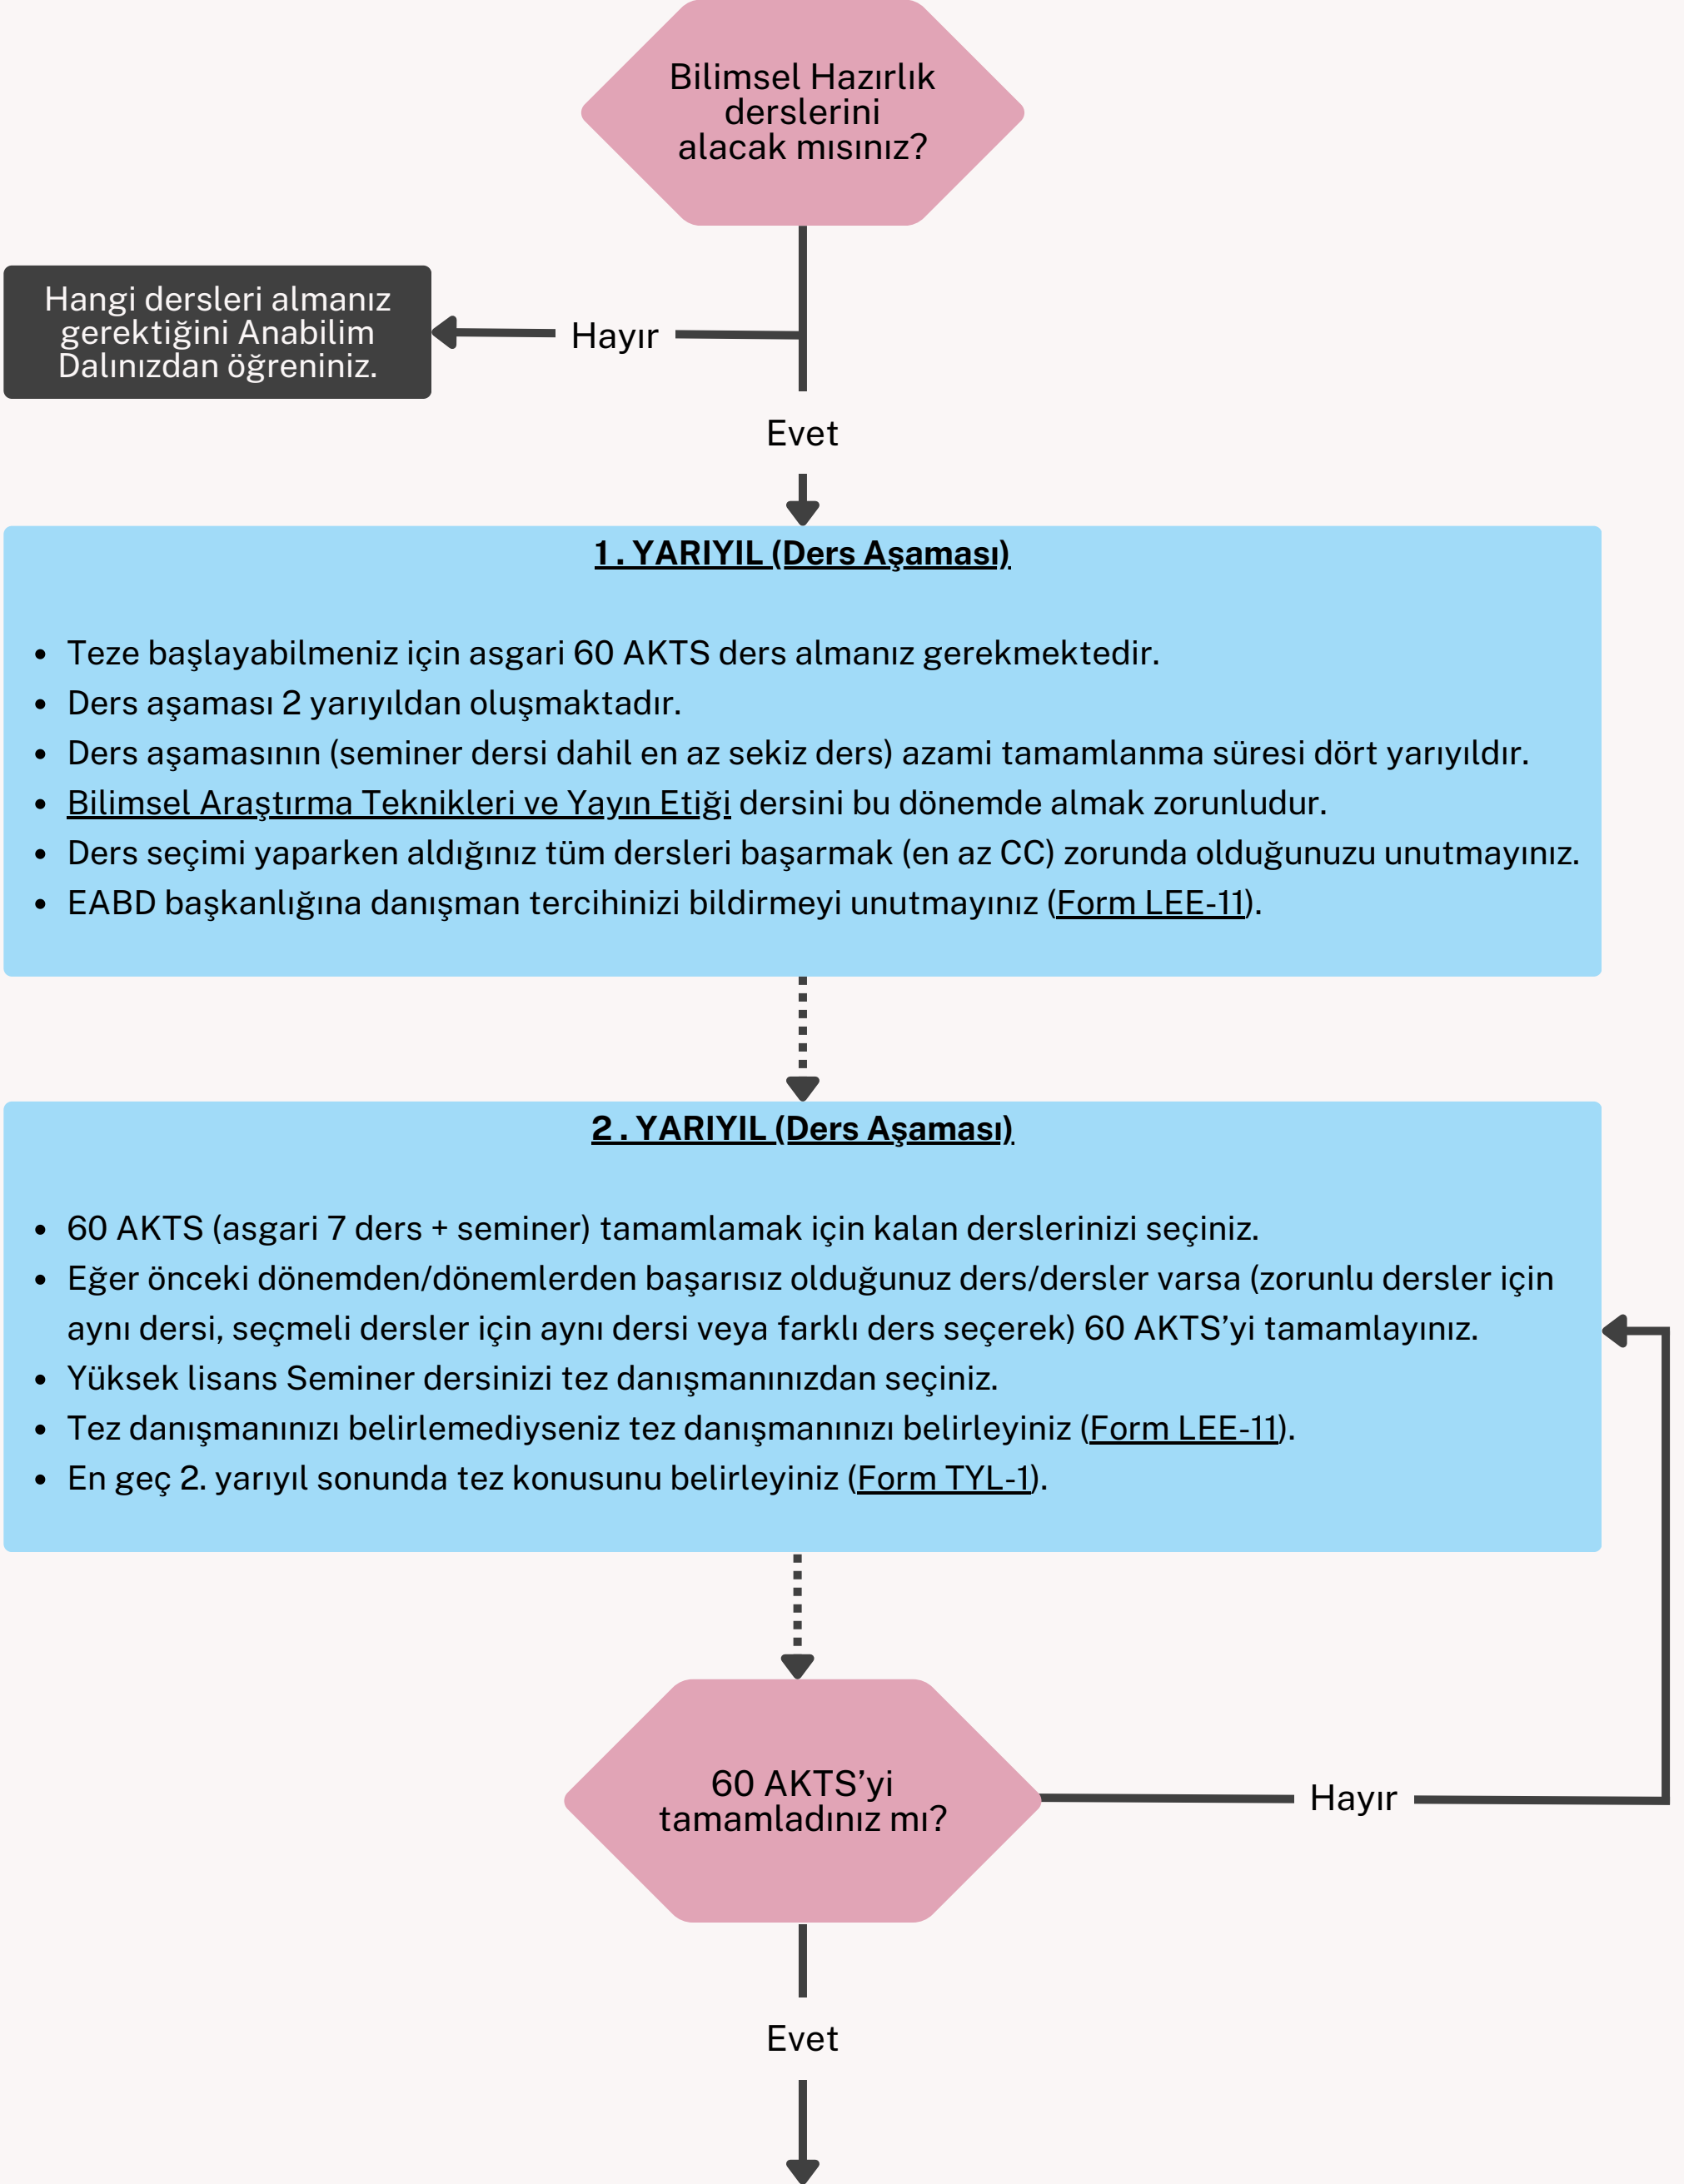 Bilimsel Hazırlık
derslerini
alacak mısınız?
Hangi dersleri almanız
gerektiğini Anabilim
Dalınızdan öğreniniz.
Hayır
Evet
1 . YARIYIL (Ders Aşaması)
• Teze başlayabilmeniz için asgari 60 AKTS ders almanız gerekmektedir.
• Ders aşaması 2 yarıyıldan oluşmaktadır.
• Ders aşamasının (seminer dersi dahil en az sekiz ders) azami tamamlanma süresi dört yarıyıldır.
• Bilimsel Araştırma Teknikleri ve Yayın Etiği dersini bu dönemde almak zorunludur.
• Ders seçimi yaparken aldığınız tüm dersleri başarmak (en az CC) zorunda olduğunuzu unutmayınız.
• EABD başkanlığına danışman tercihinizi bildirmeyi unutmayınız (Form LEE-11).
2 . YARIYIL (Ders Aşaması)
• 60 AKTS (asgari 7 ders + seminer) tamamlamak için kalan derslerinizi seçiniz.
• Eğer önceki dönemden/dönemlerden başarısız olduğunuz ders/dersler varsa (zorunlu dersler için
aynı dersi, seçmeli dersler için aynı dersi veya farklı ders seçerek) 60 AKTS’yi tamamlayınız.
• Yüksek lisans Seminer dersinizi tez danışmanınızdan seçiniz.
• Tez danışmanınızı belirlemediyseniz tez danışmanınızı belirleyiniz (Form LEE-11).
• En geç 2. yarıyıl sonunda tez konusunu belirleyiniz (Form TYL-1).
60 AKTS’yi
tamamladınız mı?
Hayır
Evet